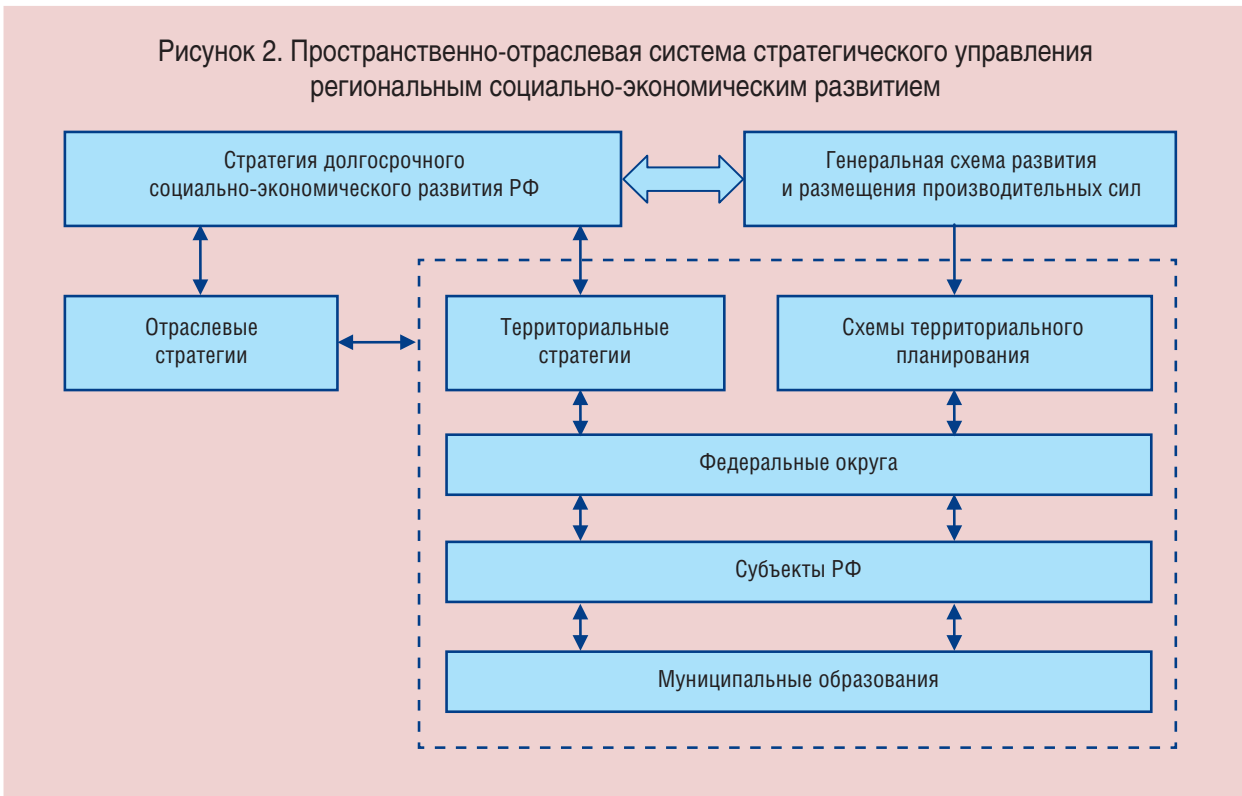 Рисунок 2. Пространственно-отраслевая система стратегического управления
региональным социально-экономическим развитием
Стратегия долгосрочного
социально-экономического развития РФ
Генеральная схема развития
и размещения производительных сил
Отраслевые
стратегии
Территориальные
стратегии
Схемы территориального
планирования
Федеральные округа
Субъекты РФ
Муниципальные образования